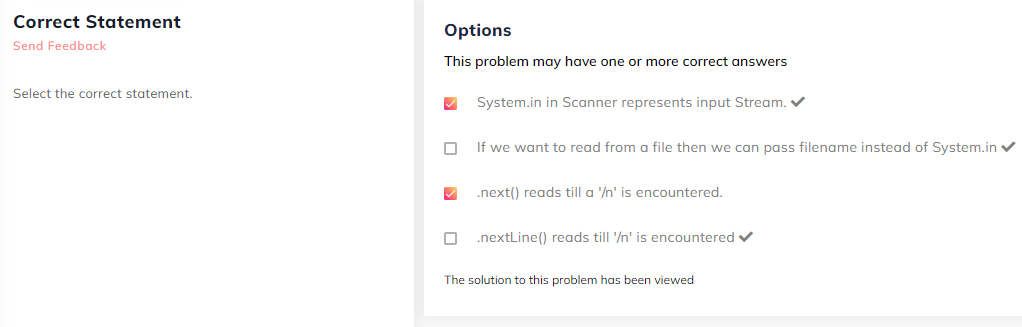 Correct Statement
Send Feedback
Select the correct statement.
Options
This problem may have one or more correct answers
System.in in Scanner represents input Stream.
If we want to read from a file then we can pass filename instead of System.in
.next() reads till a '/n' is encountered.
.nextLine() reads till '/n' is encountered
The solution to this problem has been viewed